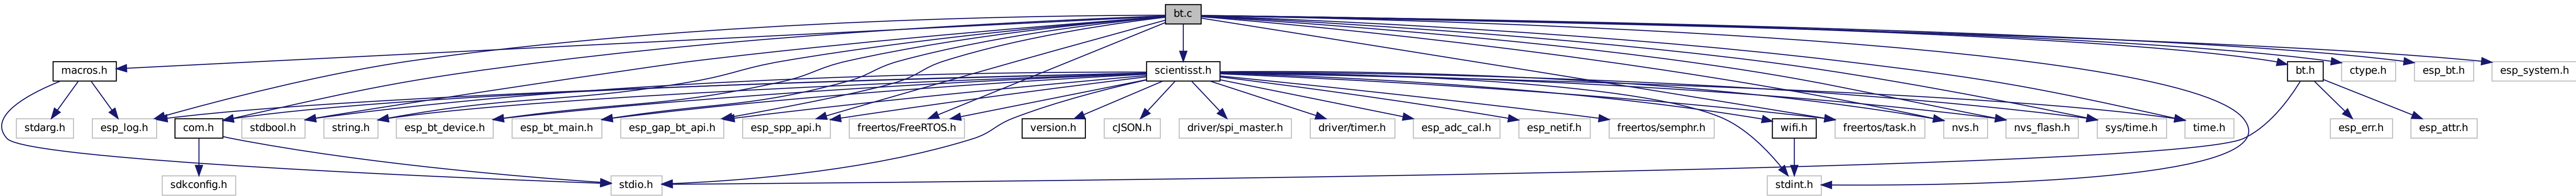 bt.c
macros.h
scientisst.h
bt.h
ctype.h
esp_bt.h
esp_system.h
stdarg.h
esp_log.h
com.h
stdbool.h
string.h
esp_bt_device.h
esp_bt_main.h
esp_gap_bt_api.h
esp_spp_api.h
freertos/FreeRTOS.h
version.h
cJSON.h
driver/spi_master.h
driver/timer.h
esp_adc_cal.h
esp_netif.h
freertos/semphr.h
wifi.h
freertos/task.h
nvs.h
nvs_flash.h
sys/time.h
time.h
esp_err.h
esp_attr.h
sdkconfig.h
stdio.h
stdint.h